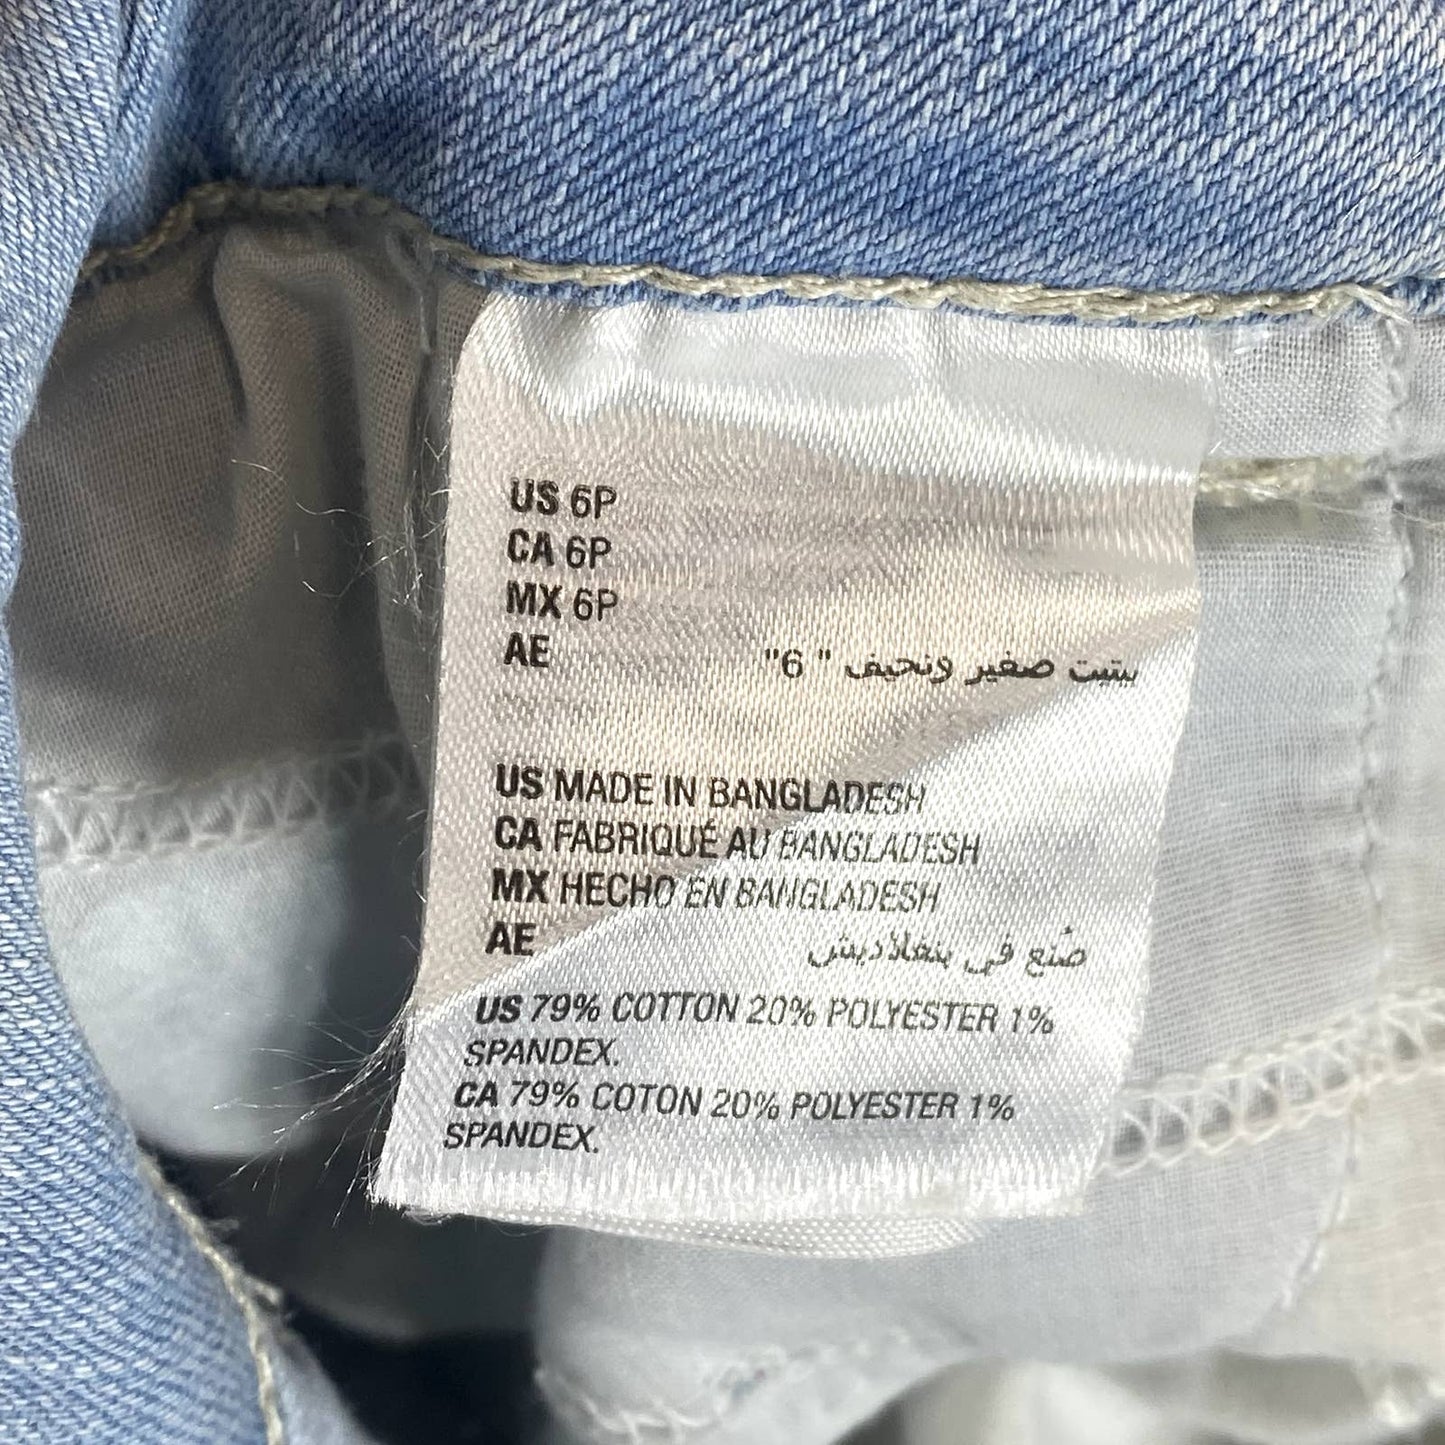 US 6P
CA 6P
MX 6P
AE بيتيت صغير ونحيف " 6"
US MADE IN BANGLADESH
CA FABRIQUÉ AU BANGLADESH
MX HECHO EN BANGLADESH
AE صُنع في بنغلاديش
US 79% COTTON 20% POLYESTER 1%
SPANDEX.
CA 79% COTON 20% POLYESTER 1%
SPANDEX.